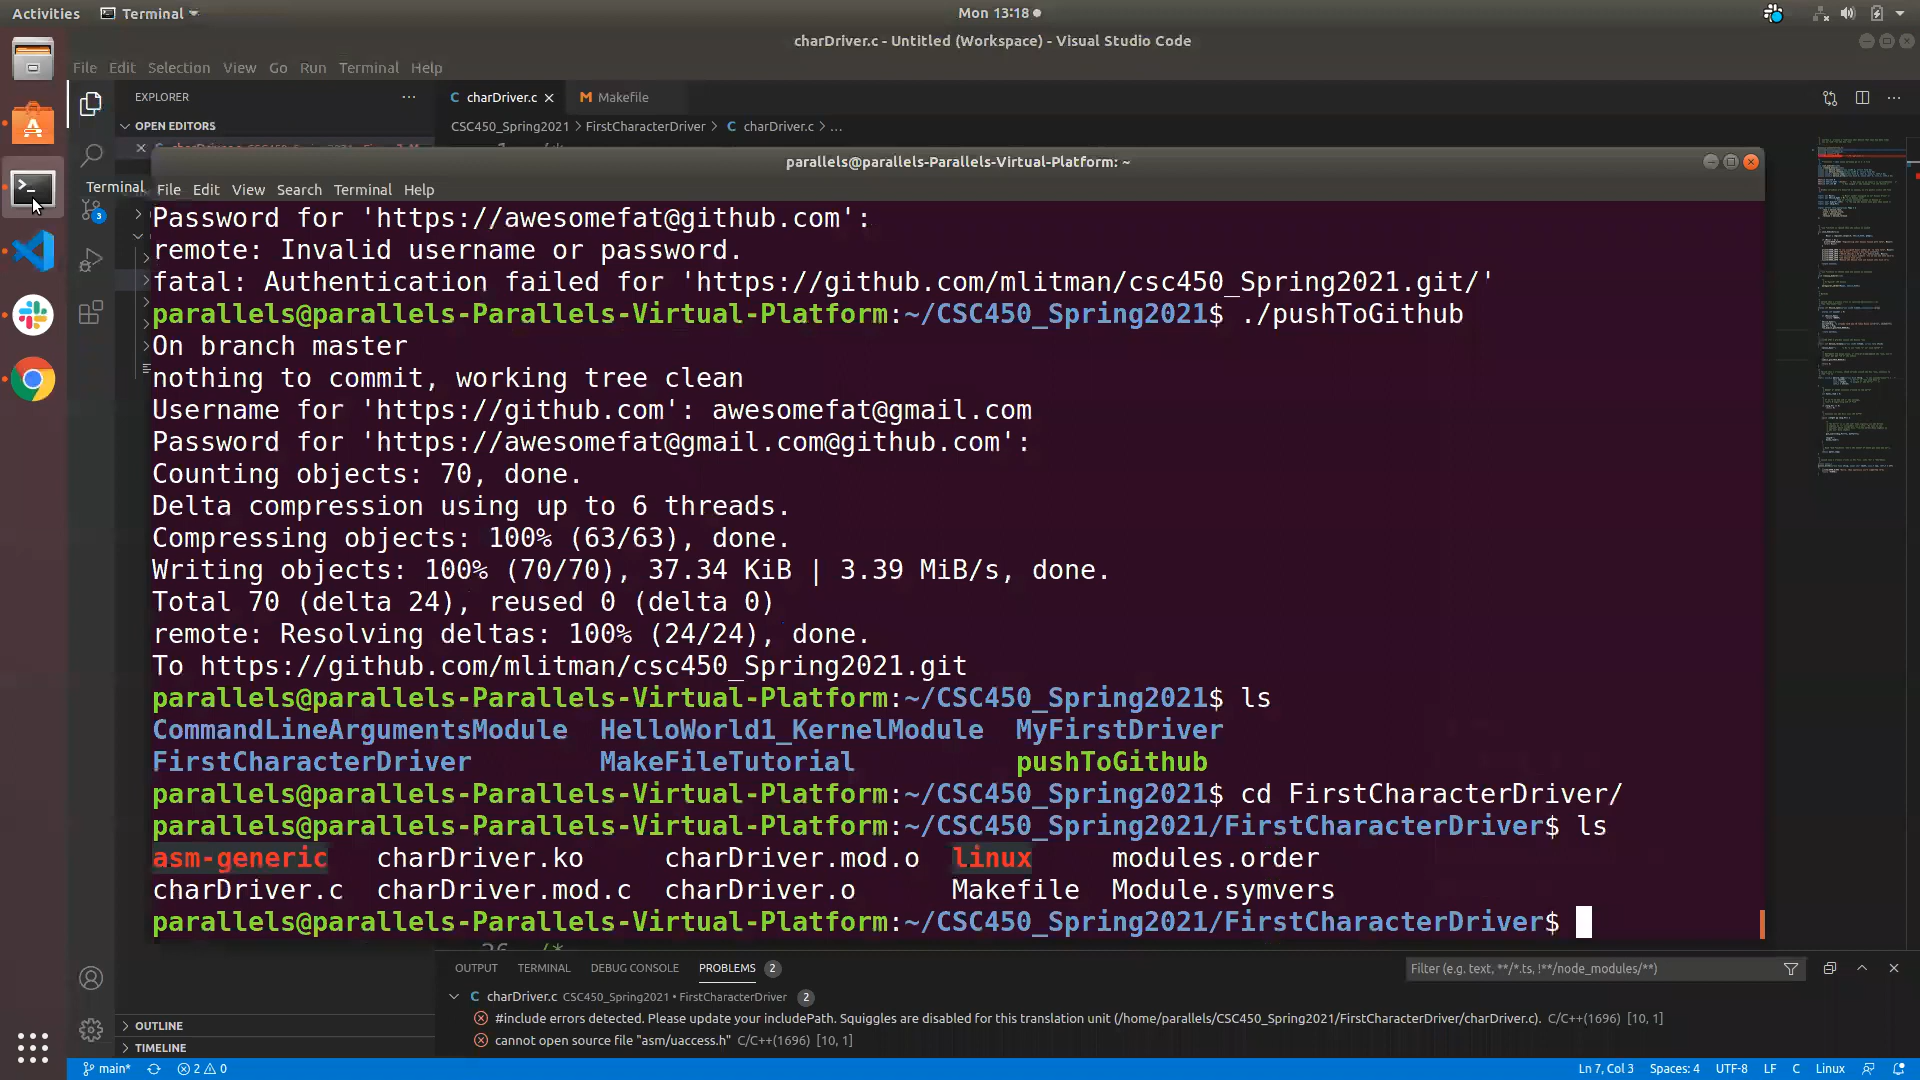 Activities Terminal Mon 13:18
charDriver.c - Untitled (Workspace) - Visual Studio Code
File Edit Selection View Go Run Terminal Help
EXPLORER charDriver.c Makefile
OPEN EDITORS CSC450_Spring2021 > FirstCharacterDriver > C charDriver.c > ...
parallels@parallels-Parallels-Virtual-Platform: ~
Terminal File Edit View Search Terminal Help
Password for 'https://awesomefat@github.com':
remote: Invalid username or password.
fatal: Authentication failed for 'https://github.com/mlitman/csc450_Spring2021.git/'
parallels@parallels-Parallels-Virtual-Platform:~/CSC450_Spring2021$ ./pushToGithub
On branch master
nothing to commit, working tree clean
Username for 'https://github.com': awesomefat@gmail.com
Password for 'https://awesomefat@gmail.com@github.com':
Counting objects: 70, done.
Delta compression using up to 6 threads.
Compressing objects: 100% (63/63), done.
Writing objects: 100% (70/70), 37.34 KiB | 3.39 MiB/s, done.
Total 70 (delta 24), reused 0 (delta 0)
remote: Resolving deltas: 100% (24/24), done.
To https://github.com/mlitman/csc450_Spring2021.git
parallels@parallels-Parallels-Virtual-Platform:~/CSC450_Spring2021$ ls
CommandLineArgumentsModule HelloWorld1_KernelModule MyFirstDriver
FirstCharacterDriver MakeFileTutorial pushToGithub
parallels@parallels-Parallels-Virtual-Platform:~/CSC450_Spring2021$ cd FirstCharacterDriver/
parallels@parallels-Parallels-Virtual-Platform:~/CSC450_Spring2021/FirstCharacterDriver$ ls
asm-generic charDriver.ko charDriver.mod.o linux modules.order
charDriver.c charDriver.mod.c charDriver.o Makefile Module.symvers
parallels@parallels-Parallels-Virtual-Platform:~/CSC450_Spring2021/FirstCharacterDriver$
OUTPUT TERMINAL DEBUG CONSOLE PROBLEMS 2 Filter (e.g. text, **/*.ts, !**/node_modules/**)
C charDriver.c CSC450_Spring2021 • FirstCharacterDriver 2
#include errors detected. Please update your includePath. Squiggles are disabled for this translation unit (/home/parallels/CSC450_Spring2021/FirstCharacterDriver/charDriver.c). C/C++(1696) [10, 1]
cannot open source file "asm/uaccess.h" C/C++(1696) [10, 1]
OUTLINE
TIMELINE
main* 2 0 Ln 7, Col 3 Spaces: 4 UTF-8 LF C Linux